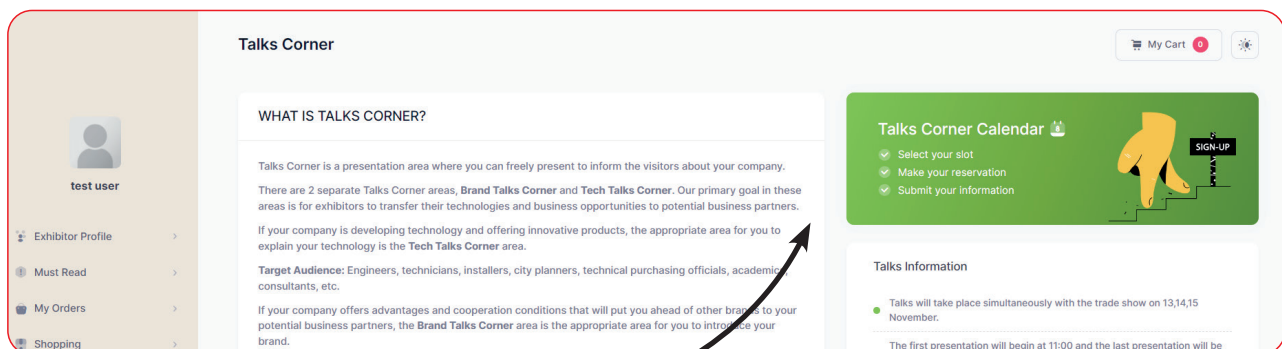 Talks Corner
My Cart 0
test user
Exhibitor Profile
Must Read
My Orders
Shopping
WHAT IS TALKS CORNER?
Talks Corner is a presentation area where you can freely present to inform the visitors about your company.
There are 2 separate Talks Corner areas, Brand Talks Corner and Tech Talks Corner. Our primary goal in these
areas is for exhibitors to transfer their technologies and business opportunities to potential business partners.
If your company is developing technology and offering innovative products, the appropriate area for you to
explain your technology is the Tech Talks Corner area.
Target Audience: Engineers, technicians, installers, city planners, technical purchasing officials, academics,
consultants, etc.
If your company offers advantages and cooperation conditions that will put you ahead of other brands to your
potential business partners, the Brand Talks Corner area is the appropriate area for you to introduce your
brand.
Talks Corner Calendar
Select your slot
Make your reservation
Submit your information
SIGN-UP
Talks Information
Talks will take place simultaneously with the trade show on 13,14,15
November.
The first presentation will begin at 11:00 and the last presentation will be